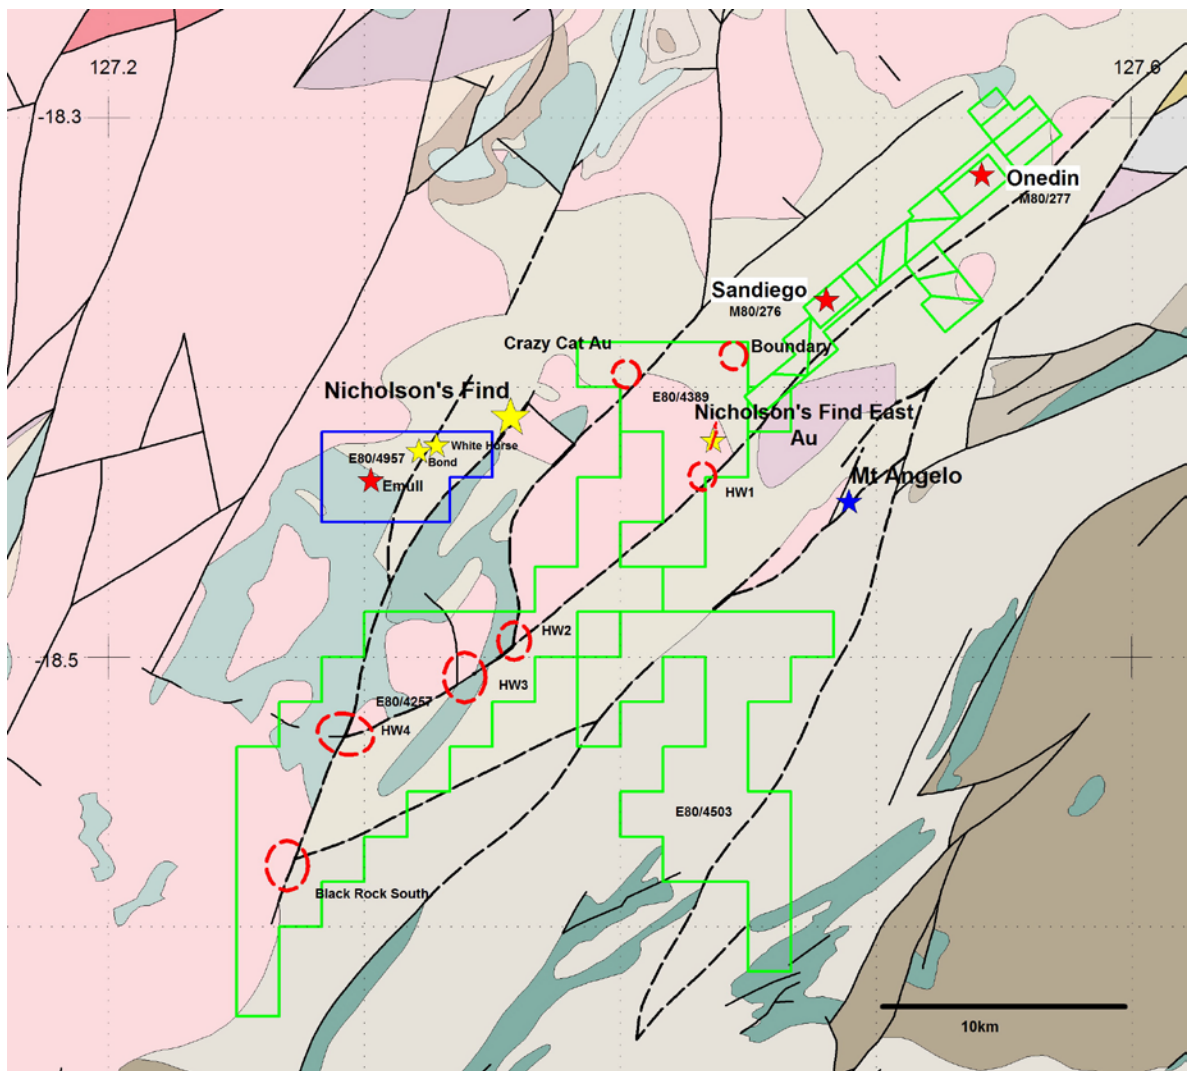 127.2
127.6
-18.3
Onedin
M80/277
Sandiego
M80/276
Crazy Cat Au
Boundary
Nicholson's Find
E80/4389
Nicholson's Find East
Au
White Horse
E80/4957
Bond
Emull
Mt Angelo
HW1
HW2
-18.5
HW3
E80/4257
HW4
E80/4503
Black Rock South
10km